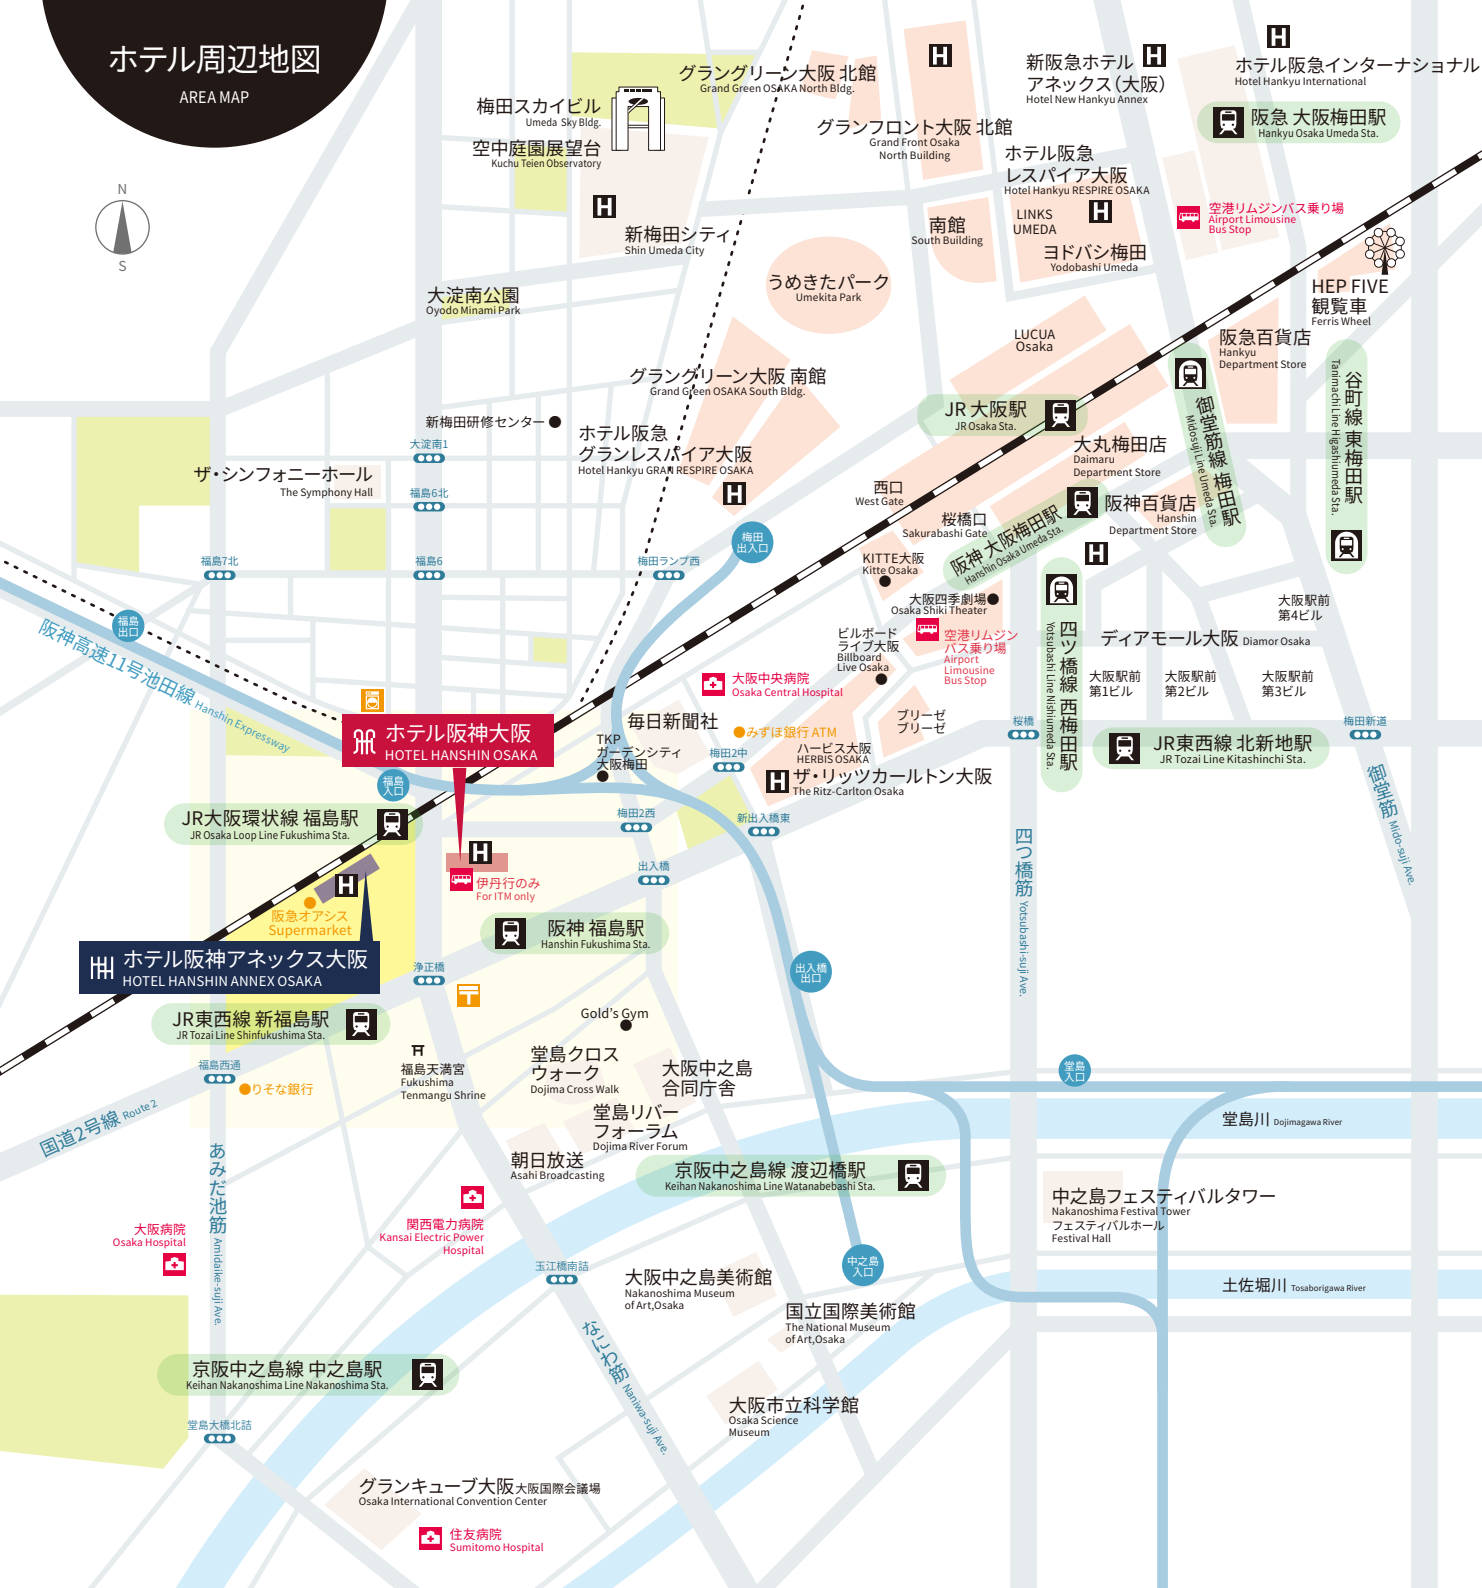 ホテル周辺地図
AREA MAP
N
S
梅田スカイビル
Umeda Sky Bldg.
空中庭園展望台
Kuchu Teien Observatory
グラングリーン大阪 北館
Grand Green OSAKA North Bldg.
グランフロント大阪 北館
Grand Front Osaka
North Building
H
新阪急ホテル
アネックス（大阪）
Hotel New Hankyu Annex
H
H
ホテル阪急インターナショナル
Hotel Hankyu International
阪急 大阪梅田駅
Hankyu Osaka Umeda Sta.
ホテル阪急
レスパイア大阪
Hotel Hankyu RESPIRE OSAKA
H
H
新梅田シティ
Shin Umeda City
南館
South Building
LINKS
UMEDA
ヨドバシ梅田
Yodobashi Umeda
空港リムジンバス乗り場
Airport Limousine
Bus Stop
HEP FIVE
観覧車
Ferris Wheel
うめきたパーク
Umekita Park
大淀南公園
Oyodo Minami Park
LUCUA
Osaka
阪急百貨店
Hankyu
Department Store
グラングリーン大阪 南館
Grand Green OSAKA South Bldg.
新梅田研修センター
大淀南1
ホテル阪急
グランレスパイア大阪
Hotel Hankyu GRAN RESPIRE OSAKA
H
JR 大阪駅
JR Osaka Sta.
大丸梅田店
Daimaru
Department Store
御堂筋線 梅田駅
Midosuji Line Umeda Sta.
谷町線 東梅田駅
Tanimachi Line Higashiumeda Sta.
ザ・シンフォニーホール
The Symphony Hall
福島6北
西口
West Gate
桜橋口
Sakurabashi Gate
阪神 大阪梅田駅
Hanshin Osaka Umeda Sta.
阪神百貨店
Hanshin
Department Store
H
福島7北
福島6
梅田ランプ西
梅田
出入口
KITTE大阪
Kitte Osaka
大阪四季劇場
Osaka Shiki Theater
福島
出口
阪神高速11号池田線 Hanshin Expressway
ビルボード
ライブ大阪
Billboard
Live Osaka
空港リムジン
バス乗り場
Airport
Limousine
Bus Stop
四ツ橋線 西梅田駅
Yotsubashi Line Nishiumeda Sta.
大阪駅前
第4ビル
ディアモール大阪 Diamor Osaka
大阪駅前
第1ビル
大阪駅前
第2ビル
大阪駅前
第3ビル
大阪中央病院
Osaka Central Hospital
毎日新聞社
みずほ銀行 ATM
ブリーゼ
ブリーゼ
桜橋
梅田新道
ホテル阪神大阪
HOTEL HANSHIN OSAKA
TKP
ガーデンシティ
大阪梅田
梅田2中
ハービス大阪
HERBIS OSAKA
H
ザ・リッツカールトン大阪
The Ritz-Carlton Osaka
JR東西線 北新地駅
JR Tozai Line Kitashinchi Sta.
福島
入口
JR大阪環状線 福島駅
JR Osaka Loop Line Fukushima Sta.
梅田2西
新出入橋東
御堂筋 Mido-suji Ave.
四つ橋筋 Yotsubashi-suji Ave.
H
出入橋
伊丹行のみ
For ITM only
H
阪急オアシス
Supermarket
阪神 福島駅
Hanshin Fukushima Sta.
ホテル阪神アネックス大阪
HOTEL HANSHIN ANNEX OSAKA
浄正橋
出入橋
出口
JR東西線 新福島駅
JR Tozai Line Shinfukushima Sta.
Gold's Gym
福島西通
りそな銀行
福島天満宮
Fukushima
Tenmangu Shrine
堂島クロス
ウォーク
Dojima Cross Walk
大阪中之島
合同庁舎
堂島
入口
国道2号線 Route 2
堂島リバー
フォーラム
Dojima River Forum
堂島川 Dojimagawa River
朝日放送
Asahi Broadcasting
京阪中之島線 渡辺橋駅
Keihan Nakanoshima Line Watanabebashi Sta.
あみだ池筋 Amidaike-suji Ave.
中之島フェスティバルタワー
Nakanoshima Festival Tower
フェスティバルホール
Festival Hall
大阪病院
Osaka Hospital
関西電力病院
Kansai Electric Power
Hospital
玉江橋南詰
中之島
入口
大阪中之島美術館
Nakanoshima Museum
of Art,Osaka
土佐堀川 Tosaborigawa River
国立国際美術館
The National Museum
of Art,Osaka
なにわ筋 Naniwa-suji Ave.
京阪中之島線 中之島駅
Keihan Nakanoshima Line Nakanoshima Sta.
大阪市立科学館
Osaka Science
Museum
堂島大橋北詰
グランキューブ大阪 大阪国際会議場
Osaka International Convention Center
住友病院
Sumitomo Hospital